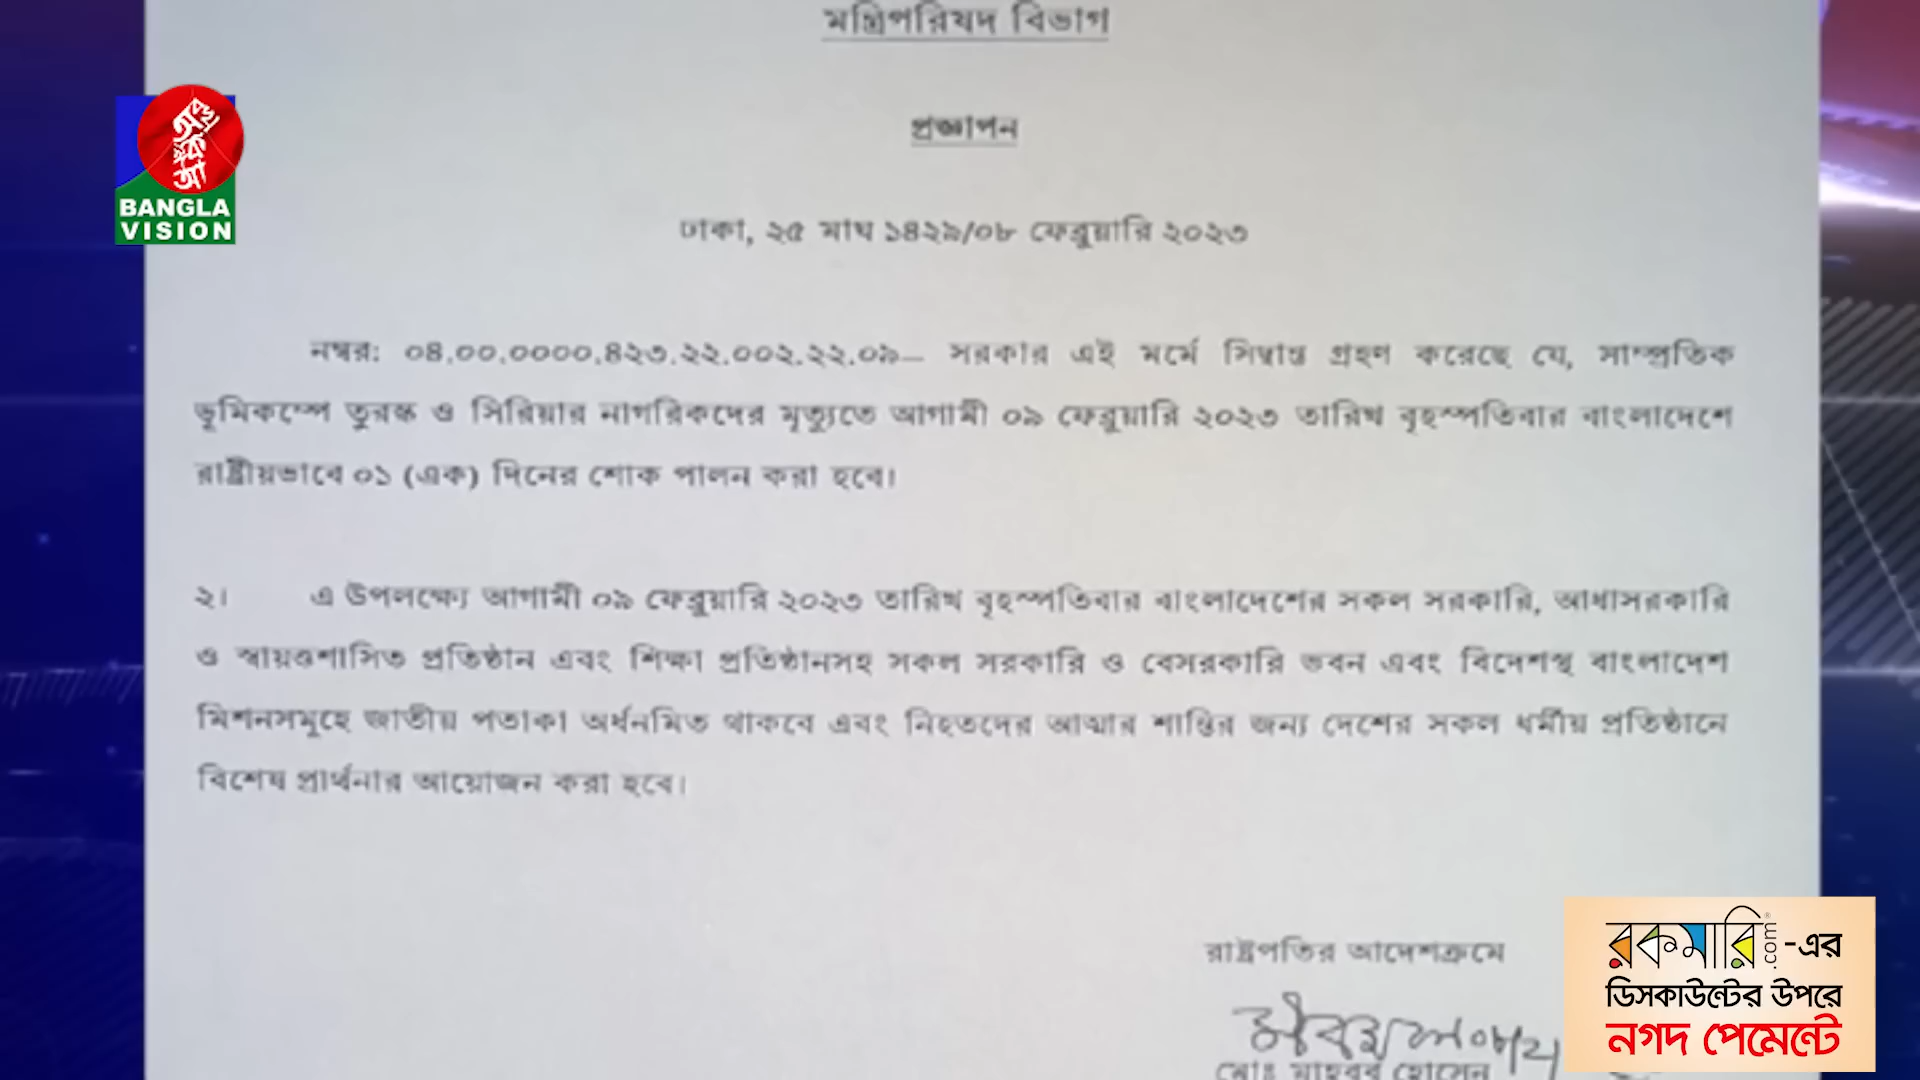 মন্ত্রিপরিষদ বিভাগ
প্রজ্ঞাপন
ঢাকা, ২৫ মাঘ ১৪২৯/০৮ ফেব্রুয়ারি ২০২৩
নম্বর: ০৪.০০.০০০০.৪২৩.২২.০০২.২২.০৯— সরকার এই মর্মে সিদ্ধান্ত গ্রহণ করেছে যে, সাম্প্রতিক
ভূমিকম্পে তুরস্ক ও সিরিয়ার নাগরিকদের মৃত্যুতে আগামী ০৯ ফেব্রুয়ারি ২০২৩ তারিখ বৃহস্পতিবার বাংলাদেশে
রাষ্ট্রীয়ভাবে ০১ (এক) দিনের শোক পালন করা হবে।
২। এ উপলক্ষ্যে আগামী ০৯ ফেব্রুয়ারি ২০২৩ তারিখ বৃহস্পতিবার বাংলাদেশের সকল সরকারি, আধাসরকারি
ও স্বায়ত্তশাসিত প্রতিষ্ঠান এবং শিক্ষা প্রতিষ্ঠানসহ সকল সরকারি ও বেসরকারি ভবন এবং বিদেশস্থ বাংলাদেশ
মিশনসমূহে জাতীয় পতাকা অর্ধনমিত থাকবে এবং নিহতদের আত্মার শান্তির জন্য দেশের সকল ধর্মীয় প্রতিষ্ঠানে
বিশেষ প্রার্থনার আয়োজন করা হবে।
রাষ্ট্রপতির আদেশক্রমে
মোঃ মাহবুব হোসেন
BANGLA
VISION
রকমারি.com -এর
ডিসকাউন্টের উপরে
নগদ পেমেন্টে